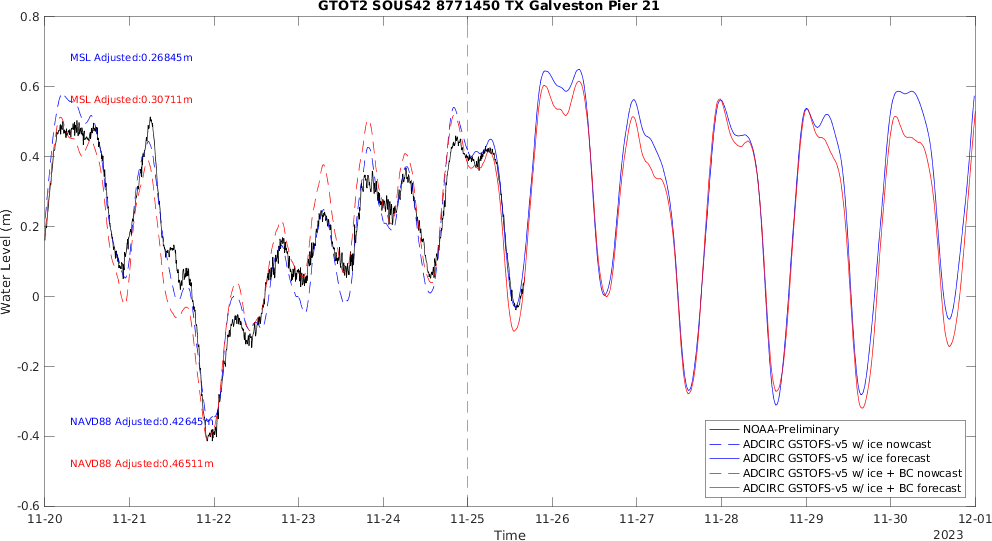 GTOT2 SOUS42 8771450 TX Galveston Pier 21
0.8
MSL Adjusted:0.26845m
0.6
MSL Adjusted:0.30711m
0.4
0.2
Water Level (m)
0
-0.2
NAVD88 Adjusted:0.42645m
-0.4
NAVD88 Adjusted:0.46511m
NOAA-Preliminary
ADCIRC GSTOFS-v5 w/ ice nowcast
ADCIRC GSTOFS-v5 w/ ice forecast
ADCIRC GSTOFS-v5 w/ ice + BC nowcast
ADCIRC GSTOFS-v5 w/ ice + BC forecast
-0.6
11-20 11-21 11-22 11-23 11-24 11-25 11-26 11-27 11-28 11-29 11-30 12-01
Time
2023